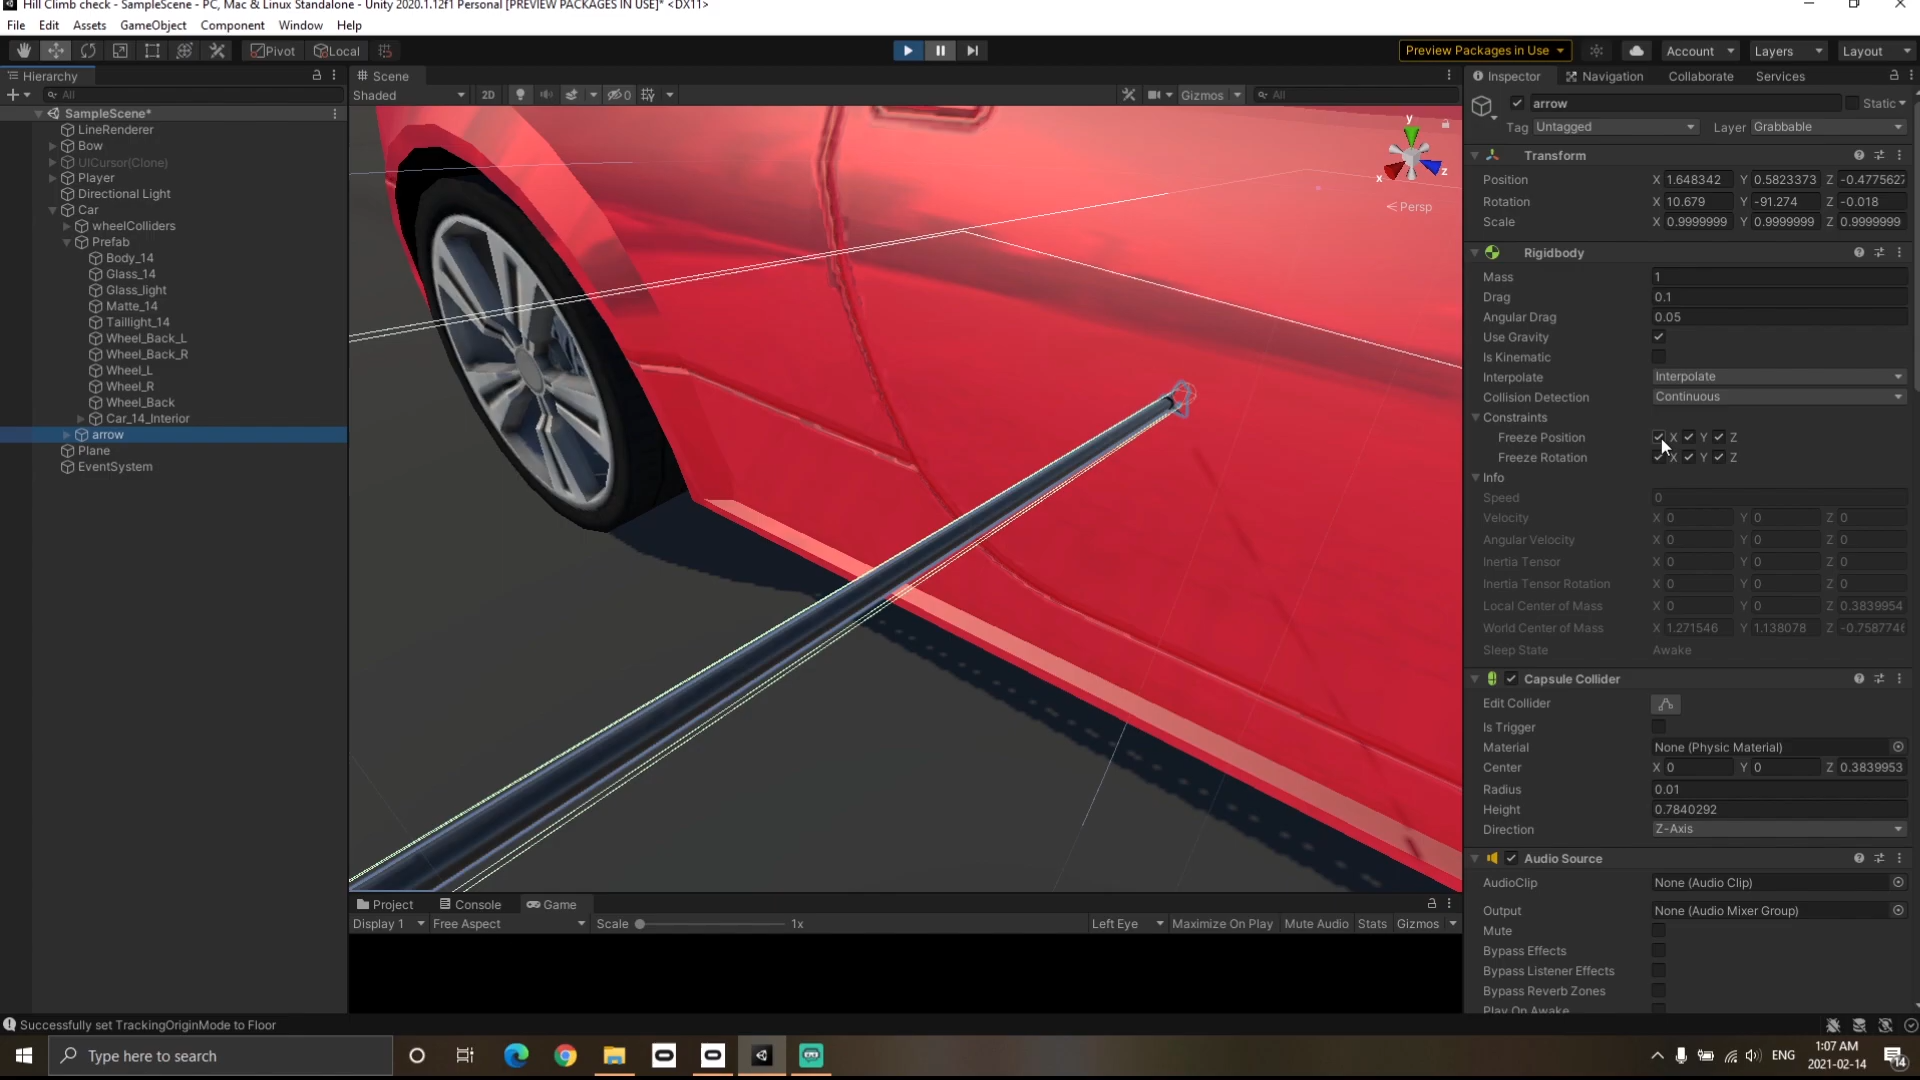 Hill Climb check - SampleScene - PC, Mac & Linux Standalone - Unity 2020.1.12f1 Personal [PREVIEW PACKAGES IN USE]* <DX11>
File Edit Assets GameObject Component Window Help
Pivot Local Preview Packages in Use Account Layers Layout
Hierarchy Scene Inspector Navigation Collaborate Services
All Shaded 2D 0 Gizmos All
SampleScene*
LineRenderer
Bow
UICursor(Clone)
Player
Directional Light
Car
wheelColliders
Prefab
Body_14
Glass_14
Glass_light
Matte_14
Taillight_14
Wheel_Back_L
Wheel_Back_R
Wheel_L
Wheel_R
Wheel_Back
Car_14_Interior
arrow
Plane
EventSystem
y
x
z
Persp
arrow Static
Tag Untagged Layer Grabbable
Transform
Position X 1.648342 Y 0.5823373 Z -0.4775627
Rotation X 10.679 Y -91.274 Z -0.018
Scale X 0.9999999 Y 0.9999999 Z 0.9999999
Rigidbody
Mass 1
Drag 0.1
Angular Drag 0.05
Use Gravity
Is Kinematic
Interpolate Interpolate
Collision Detection Continuous
Constraints
Freeze Position X Y Z
Freeze Rotation X Y Z
Info
Speed 0
Velocity X 0 Y 0 Z 0
Angular Velocity X 0 Y 0 Z 0
Inertia Tensor X 0 Y 0 Z 0
Inertia Tensor Rotation X 0 Y 0 Z 0
Local Center of Mass X 0 Y 0 Z 0.3839954
World Center of Mass X 1.271546 Y 1.138078 Z -0.7587746
Sleep State Awake
Capsule Collider
Edit Collider
Is Trigger
Material None (Physic Material)
Center X 0 Y 0 Z 0.3839953
Radius 0.01
Height 0.7840292
Direction Z-Axis
Audio Source
AudioClip None (Audio Clip)
Output None (Audio Mixer Group)
Mute
Bypass Effects
Bypass Listener Effects
Bypass Reverb Zones
Play On Awake
Project Console Game
Display 1 Free Aspect Scale 1x Left Eye Maximize On Play Mute Audio Stats Gizmos
Successfully set TrackingOriginMode to Floor
Type here to search
ENG
1:07 AM
2021-02-14
14